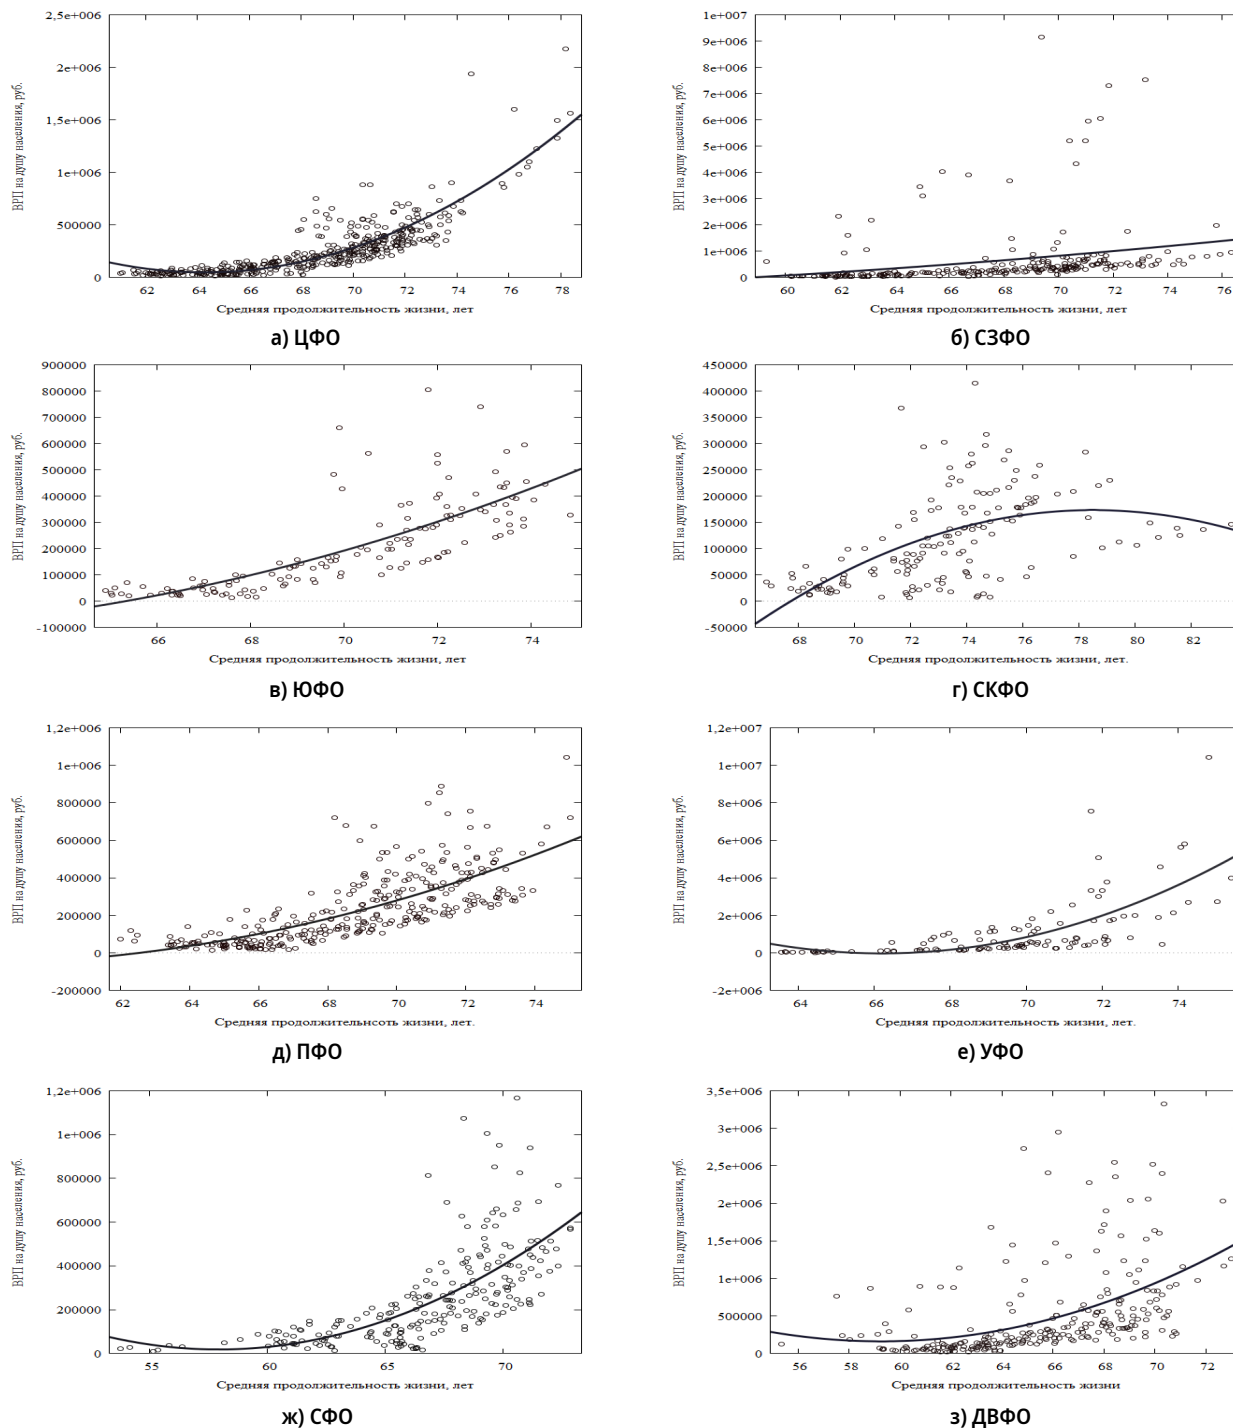 2,5e+006
2e+006
1,5e+006
1e+006
500000
0
ВРП на душу населения, руб.
62 64 66 68 70 72 74 76 78
Средняя продолжительность жизни, лет
а) ЦФО
1e+007
9e+006
8e+006
7e+006
6e+006
5e+006
4e+006
3e+006
2e+006
1e+006
0
ВРП на душу населения, руб.
60 62 64 66 68 70 72 74 76
Средняя продолжительность жизни, лет
б) СЗФО
900000
800000
700000
600000
500000
400000
300000
200000
100000
0
-100000
ВРП на душу населения, руб.
66 68 70 72 74
Средняя продолжительность жизни, лет
в) ЮФО
450000
400000
350000
300000
250000
200000
150000
100000
50000
0
-50000
ВРП на душу населения, руб.
68 70 72 74 76 78 80 82
Средняя продолжительность жизни, лет.
г) СКФО
1,2e+006
1e+006
800000
600000
400000
200000
0
-200000
ВРП на душу населения, руб.
62 64 66 68 70 72 74
Средняя продолжительнсоть жизни, лет.
д) ПФО
1,2e+007
1e+007
8e+006
6e+006
4e+006
2e+006
0
-2e+006
ВРП на душу населения, руб.
64 66 68 70 72 74
Средняя продолжительность жизни, лет.
е) УФО
1,2e+006
1e+006
800000
600000
400000
200000
0
ВРП на душу населения, руб.
55 60 65 70
Средняя продолжительность жизни, лет
ж) СФО
3,5e+006
3e+006
2,5e+006
2e+006
1,5e+006
1e+006
500000
0
ВРП на душу населения, руб.
56 58 60 62 64 66 68 70 72
Средняя продолжительность жизни
з) ДВФО